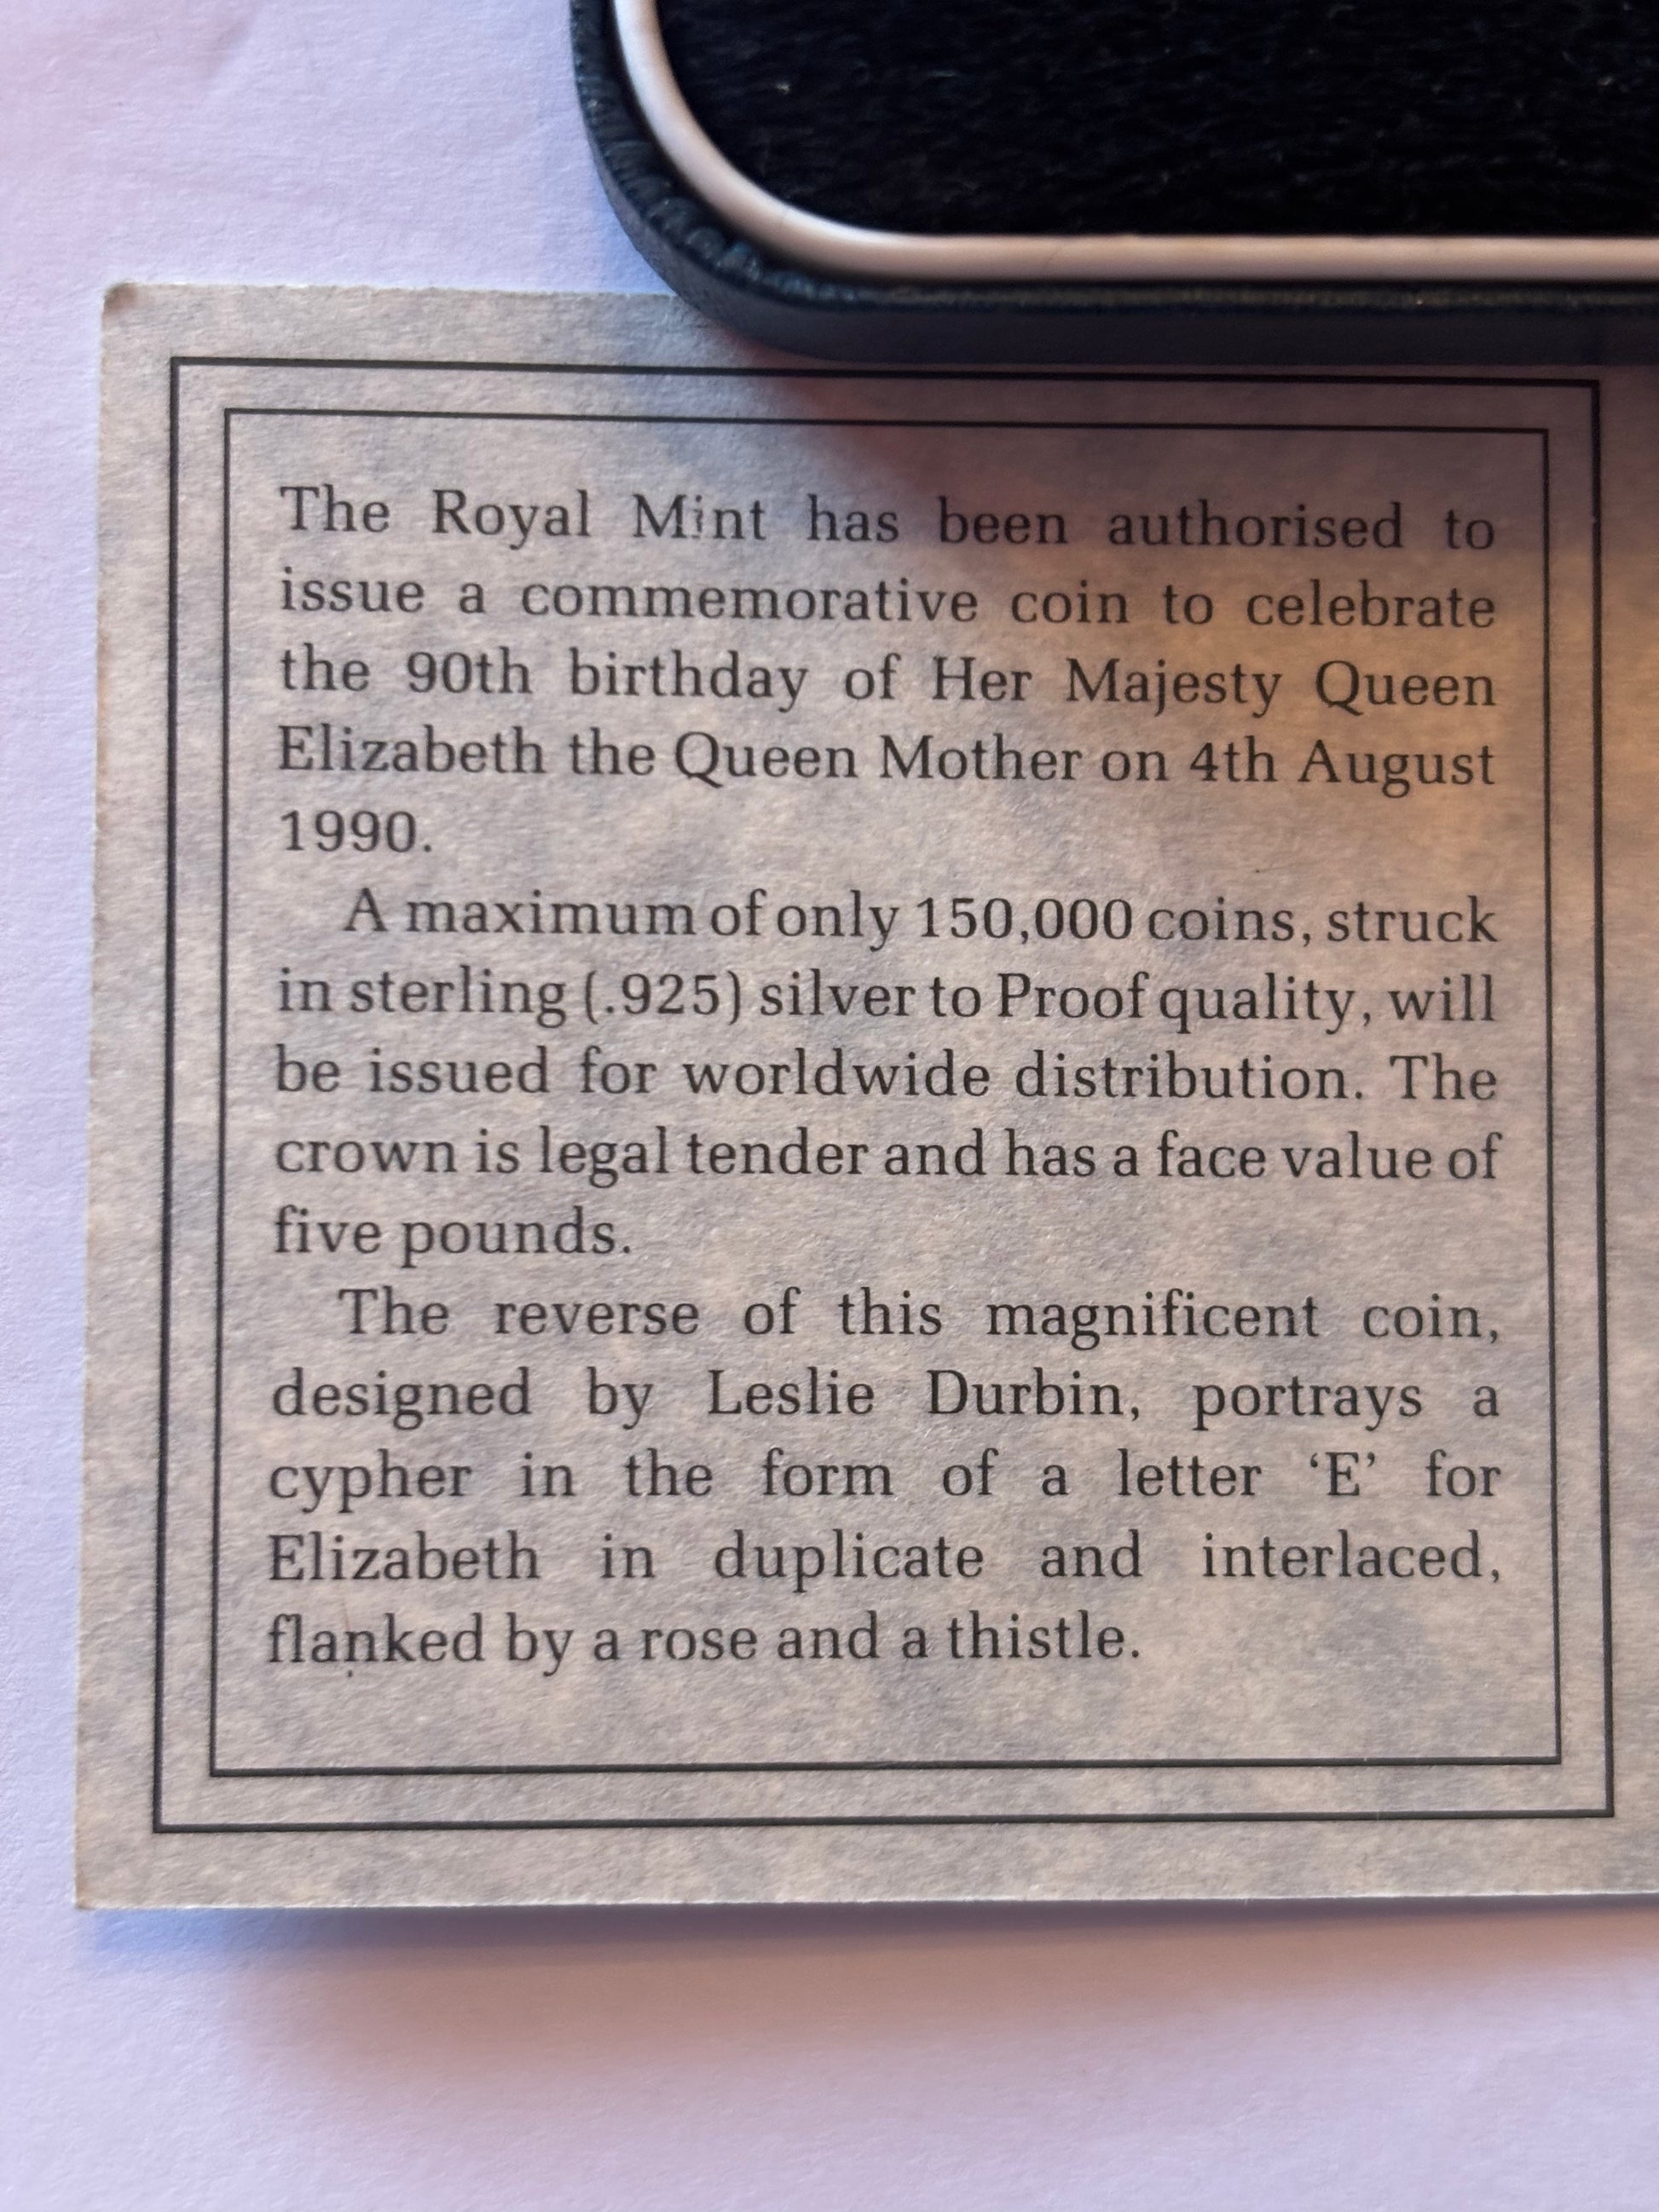 The Royal Mint has been authorised to
issue a commemorative coin to celebrate
the 90th birthday of Her Majesty Queen
Elizabeth the Queen Mother on 4th August
1990.
A maximum of only 150,000 coins, struck
in sterling (.925) silver to Proof quality, will
be issued for worldwide distribution. The
crown is legal tender and has a face value of
five pounds.
The reverse of this magnificent coin,
designed by Leslie Durbin, portrays a
cypher in the form of a letter ‘E’ for
Elizabeth in duplicate and interlaced,
flanked by a rose and a thistle.